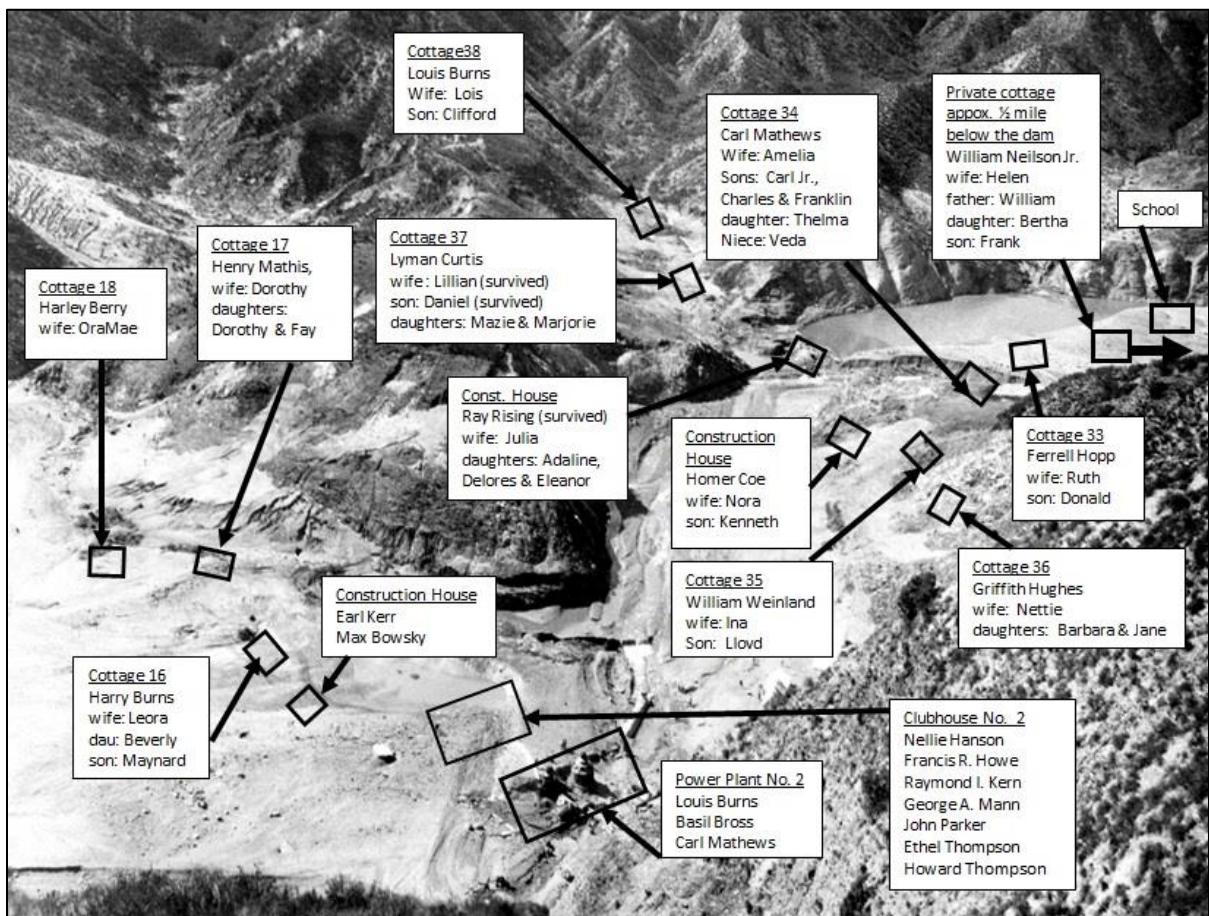 Cottage38
Louis Burns
Wife: Lois
Son: Clifford
Cottage 34
Carl Mathews
Wife: Amelia
Sons: Carl Jr.,
Charles & Franklin
daughter: Thelma
Niece: Veda
Private cottage
appox. ½ mile
below the dam
William Neilson Jr.
wife: Helen
father: William
daughter: Bertha
son: Frank
School
Cottage 37
Lyman Curtis
wife: Lillian (survived)
son: Daniel (survived)
daughters: Mazie & Marjorie
Cottage 17
Henry Mathis,
wife: Dorothy
daughters:
Dorothy & Fay
Cottage 18
Harley Berry
wife: OraMae
Const. House
Ray Rising (survived)
wife: Julia
daughters: Adaline,
Delores & Eleanor
Construction
House
Homer Coe
wife: Nora
son: Kenneth
Cottage 33
Ferrell Hopp
wife: Ruth
son: Donald
Cottage 36
Griffith Hughes
wife: Nettie
daughters: Barbara & Jane
Cottage 35
William Weinland
wife: Ina
Son: Lloyd
Construction House
Earl Kerr
Max Bowsky
Cottage 16
Harry Burns
wife: Leora
dau: Beverly
son: Maynard
Power Plant No. 2
Louis Burns
Basil Bross
Carl Mathews
Clubhouse No. 2
Nellie Hanson
Francis R. Howe
Raymond I. Kern
George A. Mann
John Parker
Ethel Thompson
Howard Thompson